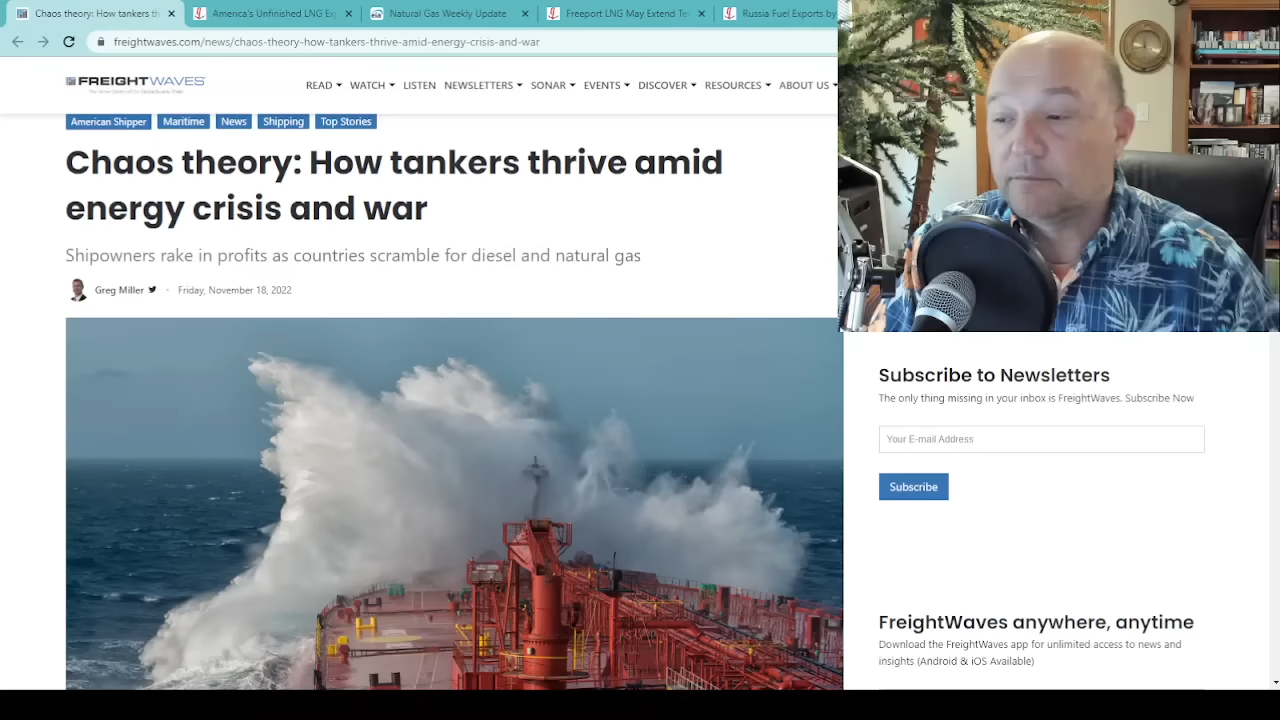 Chaos theory: How tankers th
America's Unfinished LNG Ex
Natural Gas Weekly Update
Freeport LNG May Extend Te
Russia Fuel Exports by
freightwaves.com/news/chaos-theory-how-tankers-thrive-amid-energy-crisis-and-war
FREIGHTWAVES
READ WATCH LISTEN NEWSLETTERS SONAR EVENTS DISCOVER RESOURCES ABOUT US
American Shipper Maritime News Shipping Top Stories
Chaos theory: How tankers thrive amid
energy crisis and war
Shipowners rake in profits as countries scramble for diesel and natural gas
Greg Miller - Friday, November 18, 2022
Subscribe to Newsletters
The only thing missing in your inbox is FreightWaves. Subscribe Now
Your E-mail Address
Subscribe
FreightWaves anywhere, anytime
Download the FreightWaves app for unlimited access to news and
insights (Android & iOS Available)